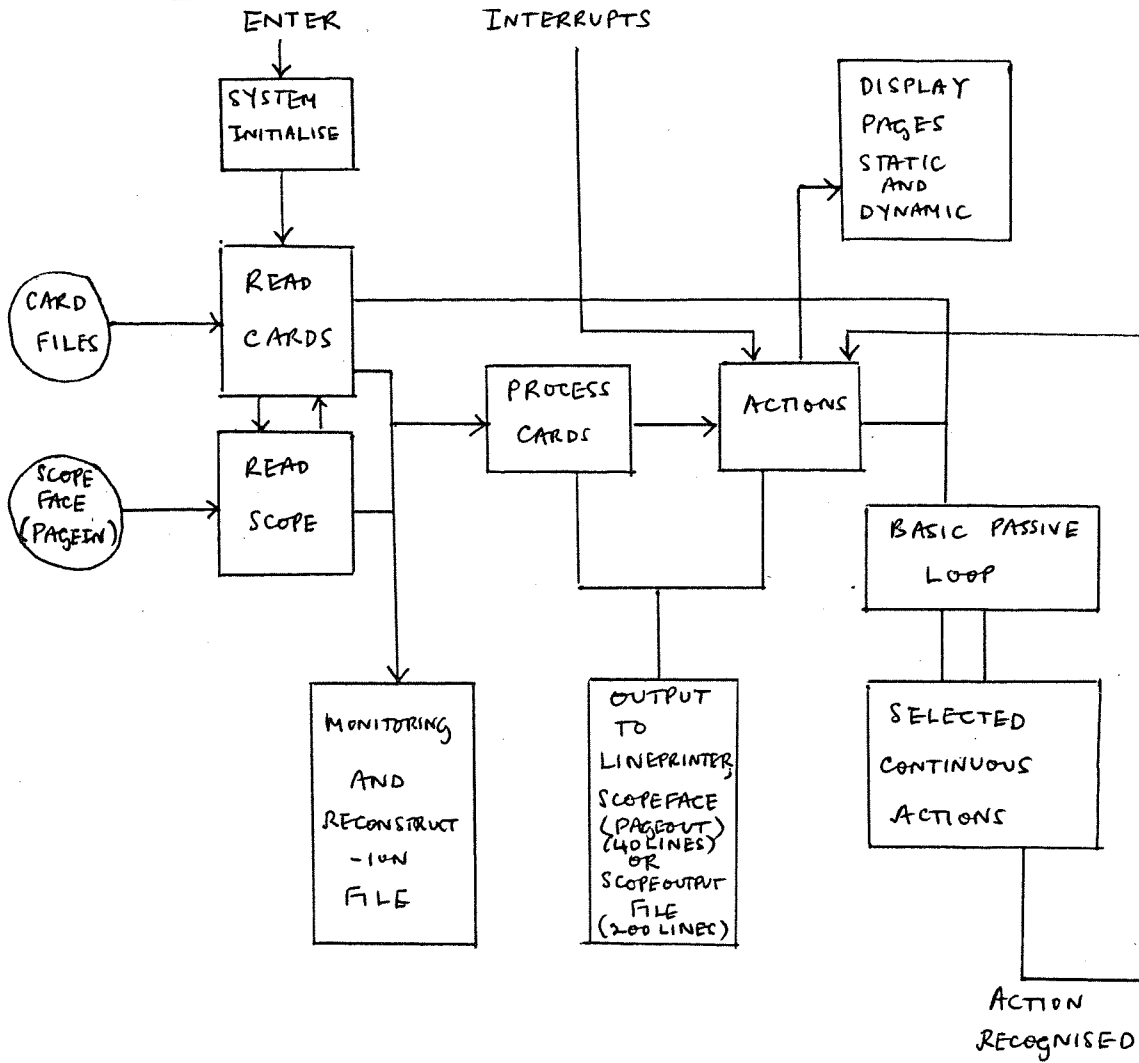 ENTER
INTERRUPTS
SYSTEM
INITIALISE
DISPLAY
PAGES
STATIC
AND
DYNAMIC
CARD
FILES
READ
CARDS
SCOPE
FACE
(PAGEIN)
READ
SCOPE
PROCESS
CARDS
ACTIONS
BASIC PASSIVE
LOOP
MONITORING
AND
RECONSTRUCT
-ION
FILE
OUTPUT
TO
LINEPRINTER,
SCOPEFACE
(PAGEOUT)
(40 LINES)
OR
SCOPEOUTPUT
FILE
(200 LINES)
SELECTED
CONTINUOUS
ACTIONS
ACTION
RECOGNISED